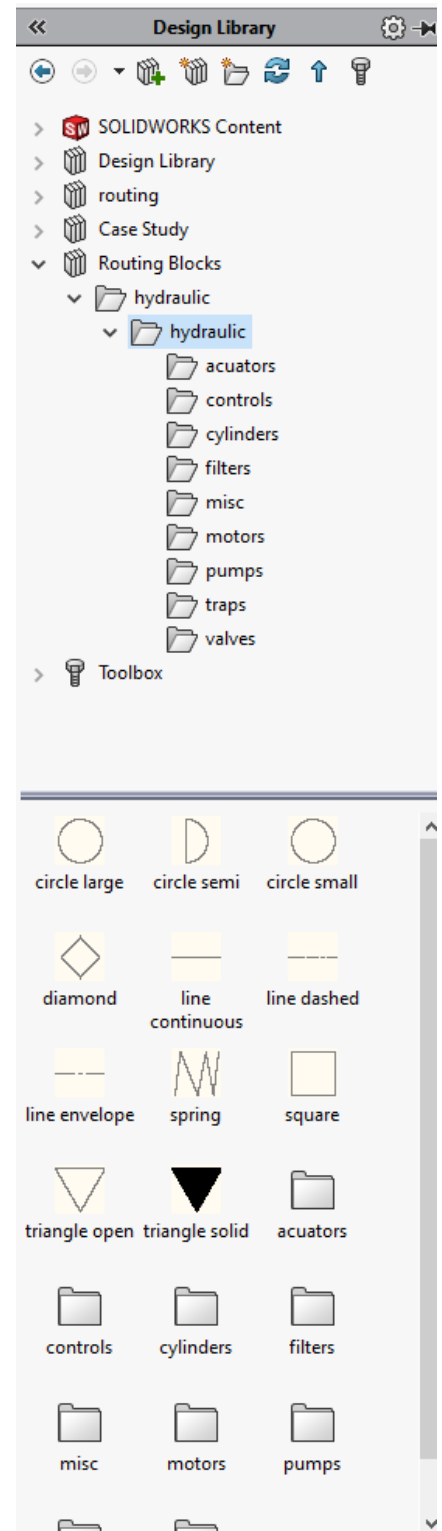 Design Library
SOLIDWORKS Content
Design Library
routing
Case Study
Routing Blocks
hydraulic
hydraulic
acuators
controls
cylinders
filters
misc
motors
pumps
traps
valves
Toolbox
circle large circle semi circle small
diamond line continuous line dashed
line envelope spring square
triangle open triangle solid acuators
controls cylinders filters
misc motors pumps